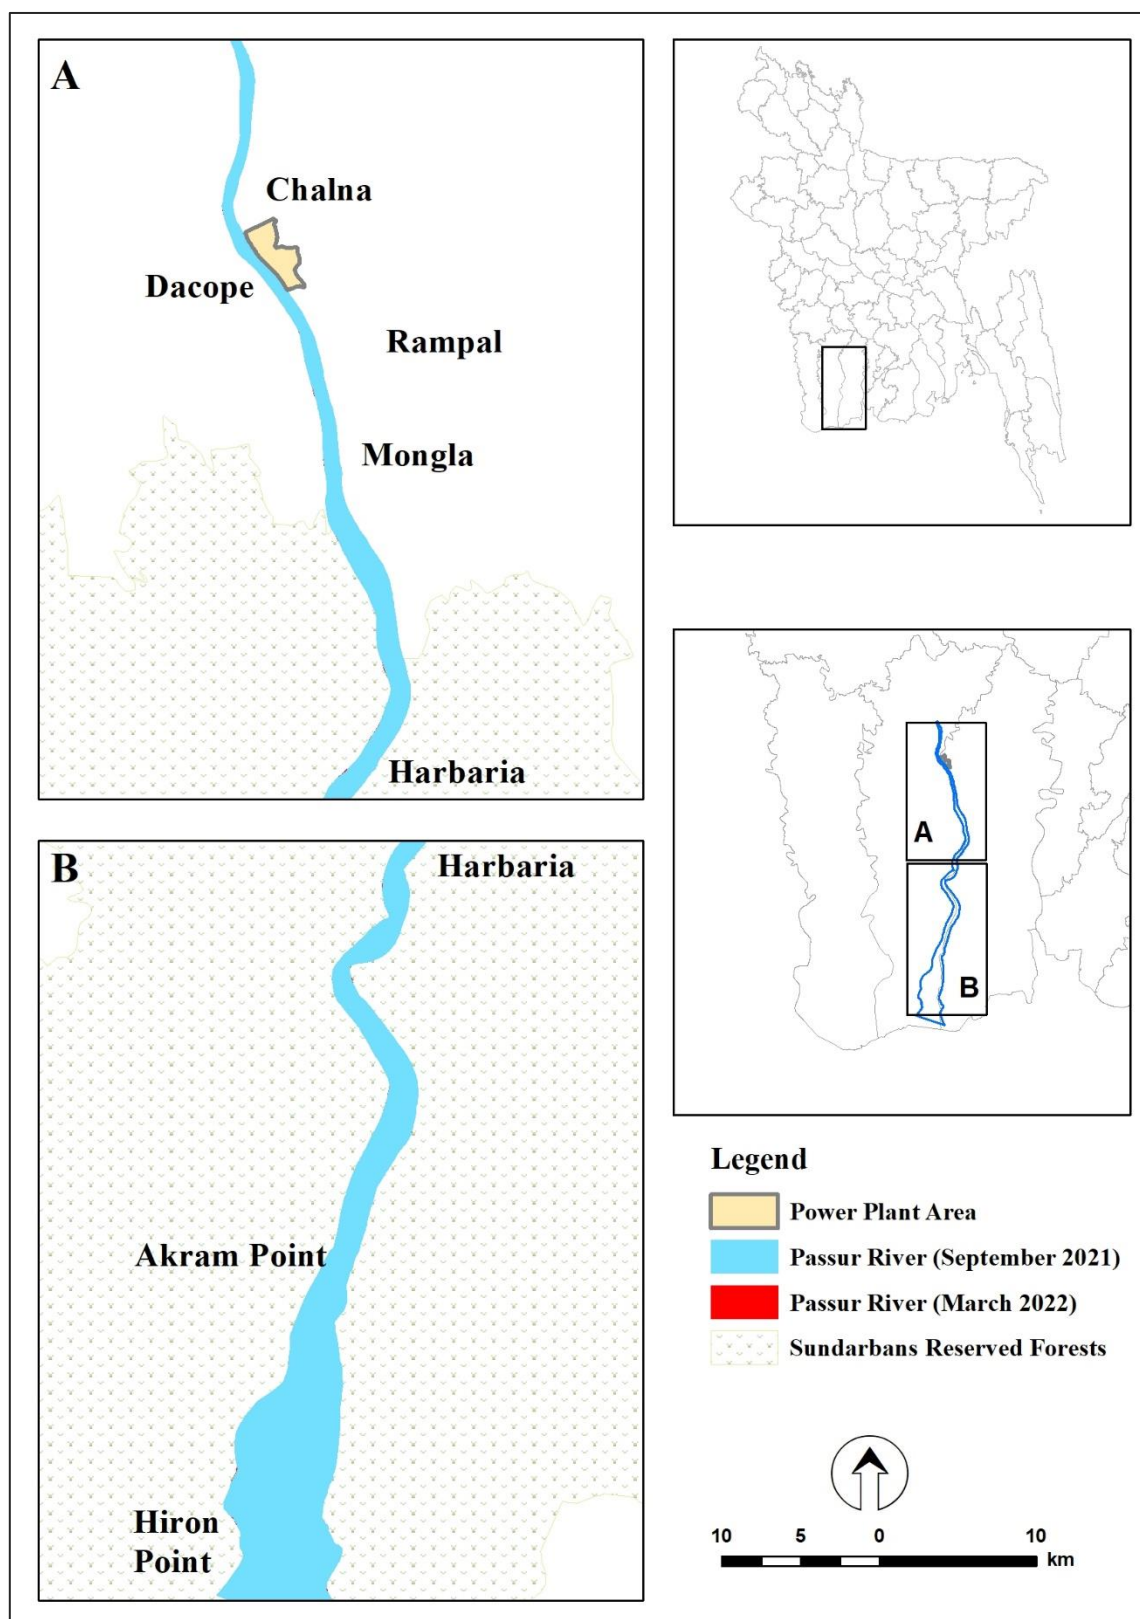 A
Chalna
Dacope
Rampal
Mongla
Harbaria
B
Harbaria
Akram Point
Hiron
Point
A
B
Legend
Power Plant Area
Passur River (September 2021)
Passur River (March 2022)
Sundarbans Reserved Forests
10 5 0 10
km